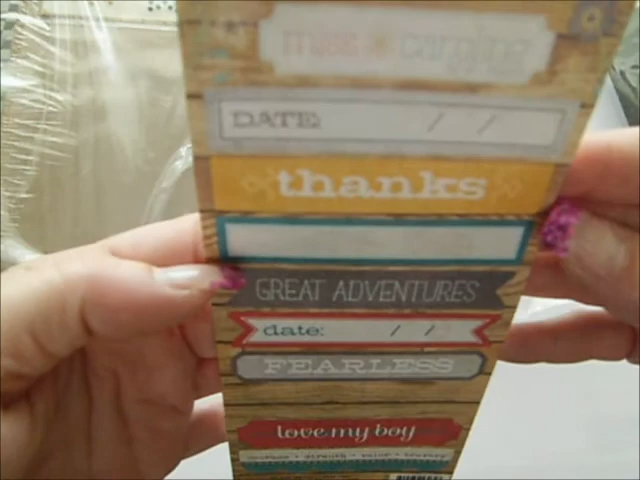 DATE: / /
thanks
GREAT ADVENTURES
date: / /
FEARLESS
love my boy